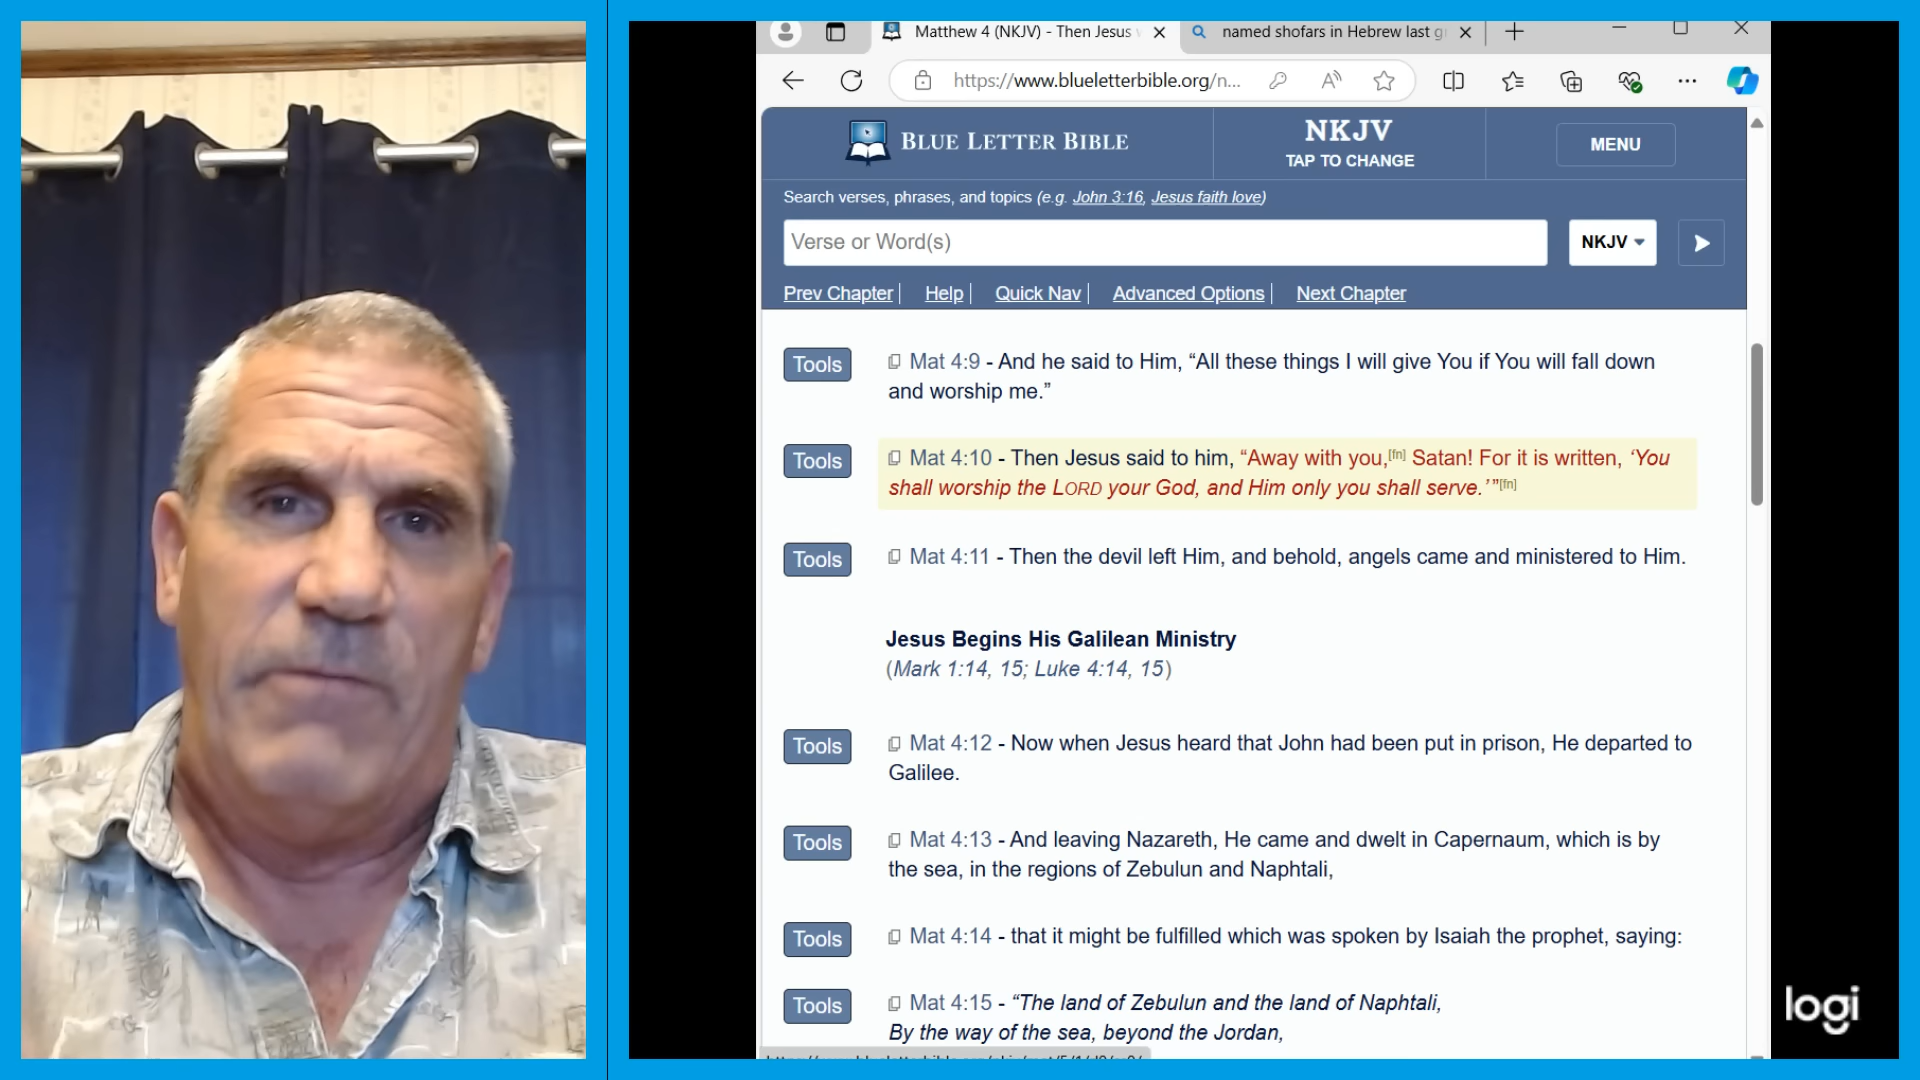 Matthew 4 (NKJV) - Then Jesus
named shofars in Hebrew last
https://www.blueletterbible.org/n...
BLUE LETTER BIBLE
NKJV
TAP TO CHANGE
MENU
Search verses, phrases, and topics (e.g. John 3:16, Jesus faith love)
Verse or Word(s)
NKJV
Prev Chapter
Help
Quick Nav
Advanced Options
Next Chapter
Tools
Mat 4:9 - And he said to Him, “All these things I will give You if You will fall down
and worship me.”
Tools
Mat 4:10 - Then Jesus said to him, “Away with you,[fn] Satan! For it is written, ‘You
shall worship the LORD your God, and Him only you shall serve.’”[fn]
Tools
Mat 4:11 - Then the devil left Him, and behold, angels came and ministered to Him.
Jesus Begins His Galilean Ministry
(Mark 1:14, 15; Luke 4:14, 15)
Tools
Mat 4:12 - Now when Jesus heard that John had been put in prison, He departed to
Galilee.
Tools
Mat 4:13 - And leaving Nazareth, He came and dwelt in Capernaum, which is by
the sea, in the regions of Zebulun and Naphtali,
Tools
Mat 4:14 - that it might be fulfilled which was spoken by Isaiah the prophet, saying:
Tools
Mat 4:15 - “The land of Zebulun and the land of Naphtali,
By the way of the sea, beyond the Jordan,
logi